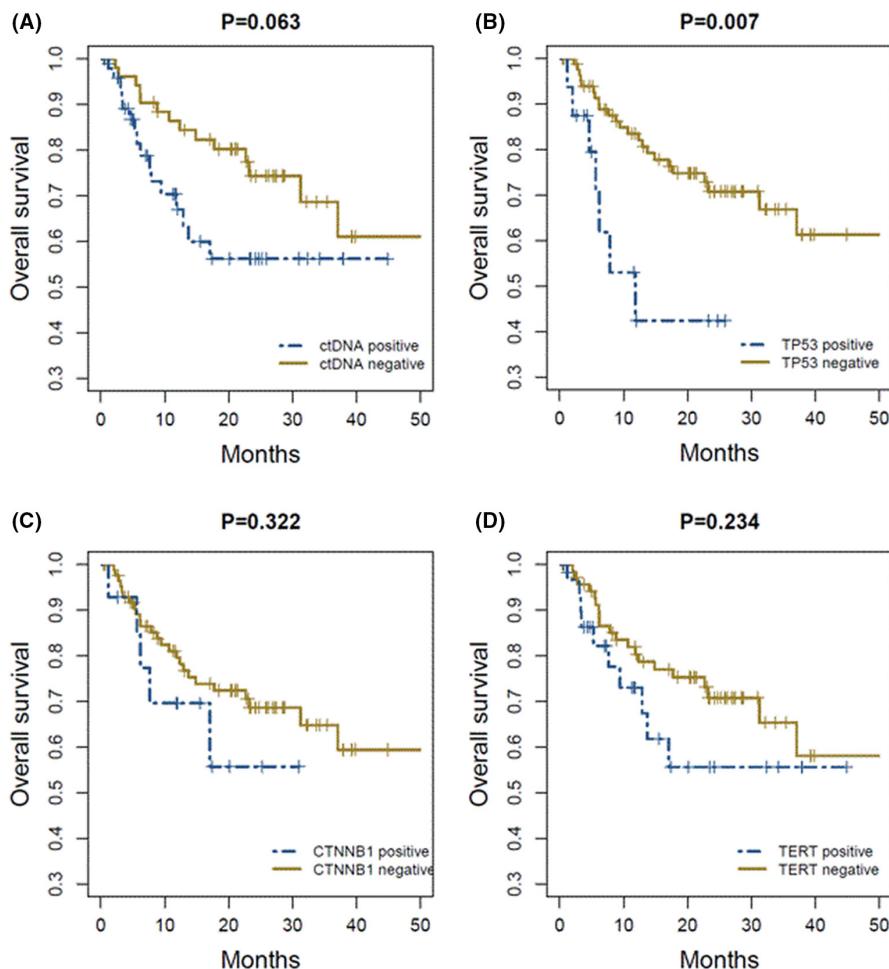 (A) P=0.063
Overall survival
1.0
0.9
0.8
0.7
0.6
0.5
0.4
0.3
ctDNA positive
ctDNA negative
0 10 20 30 40 50
Months
(B) P=0.007
Overall survival
1.0
0.9
0.8
0.7
0.6
0.5
0.4
0.3
TP53 positive
TP53 negative
0 10 20 30 40 50
Months
(C) P=0.322
Overall survival
1.0
0.9
0.8
0.7
0.6
0.5
0.4
0.3
CTNNB1 positive
CTNNB1 negative
0 10 20 30 40 50
Months
(D) P=0.234
Overall survival
1.0
0.9
0.8
0.7
0.6
0.5
0.4
0.3
TERT positive
TERT negative
0 10 20 30 40 50
Months